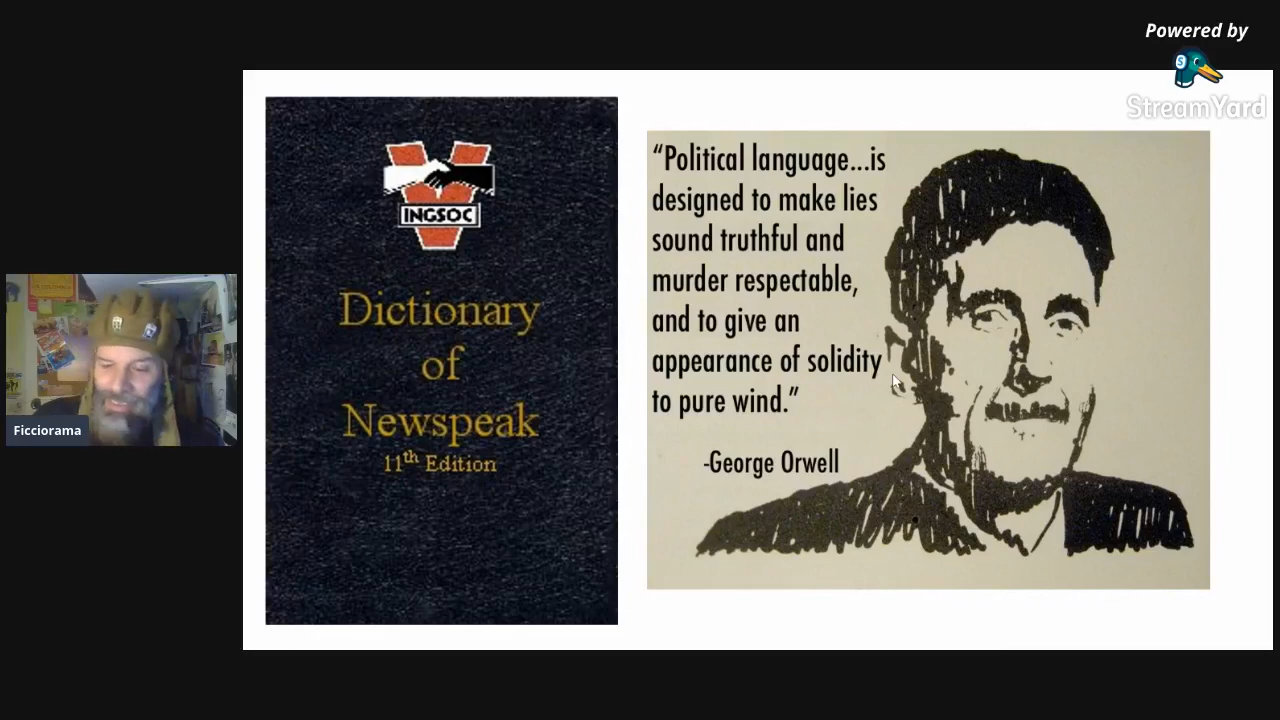 Powered by
StreamYard
INGSOC
Dictionary
of
Newspeak
11th Edition
“Political language...is
designed to make lies
sound truthful and
murder respectable,
and to give an
appearance of solidity
to pure wind.”
-George Orwell
Ficciorama